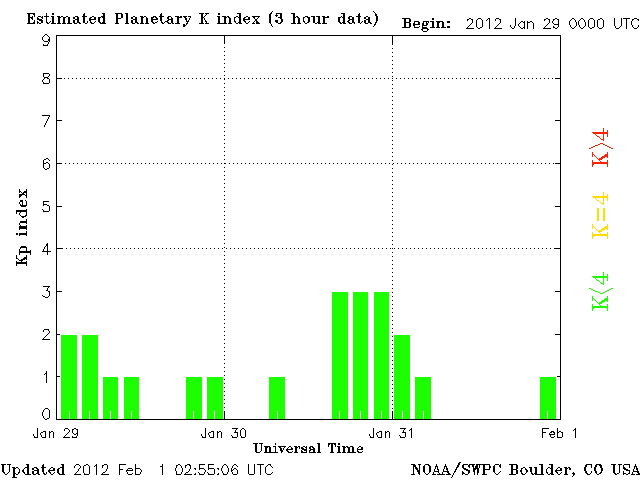 Estimated Planetary K index (3 hour data)
Begin: 2012 Jan 29 0000 UTC
9
8
7
6
5
4
3
2
1
0
Kp index
K>4
K=4
K<4
Jan 29 Jan 30 Jan 31 Feb 1
Universal Time
Updated 2012 Feb 1 02:55:06 UTC
NOAA/SWPC Boulder, CO USA